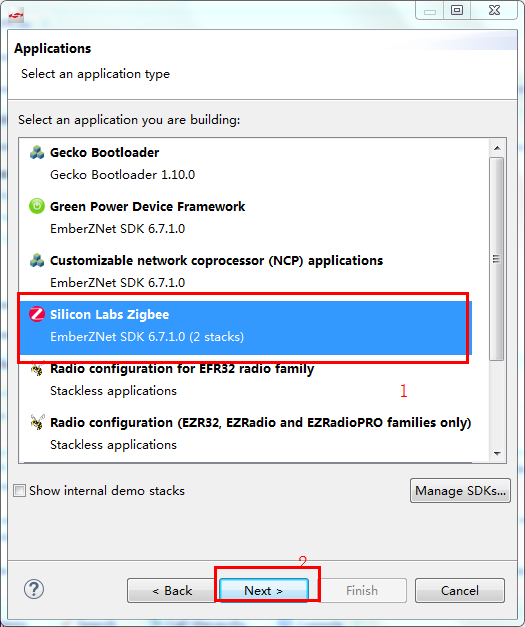 Applications
Select an application type
Select an application you are building:
Gecko Bootloader
Gecko Bootloader 1.10.0
Green Power Device Framework
EmberZNet SDK 6.7.1.0
Customizable network coprocessor (NCP) applications
EmberZNet SDK 6.7.1.0
Silicon Labs Zigbee
EmberZNet SDK 6.7.1.0 (2 stacks)
Radio configuration for EFR32 radio family
Stackless applications
1
Radio configuration (EZR32, EZRadio and EZRadioPRO families only)
Stackless applications
Show internal demo stacks
Manage SDKs...
2
?
< Back
Next >
Finish
Cancel